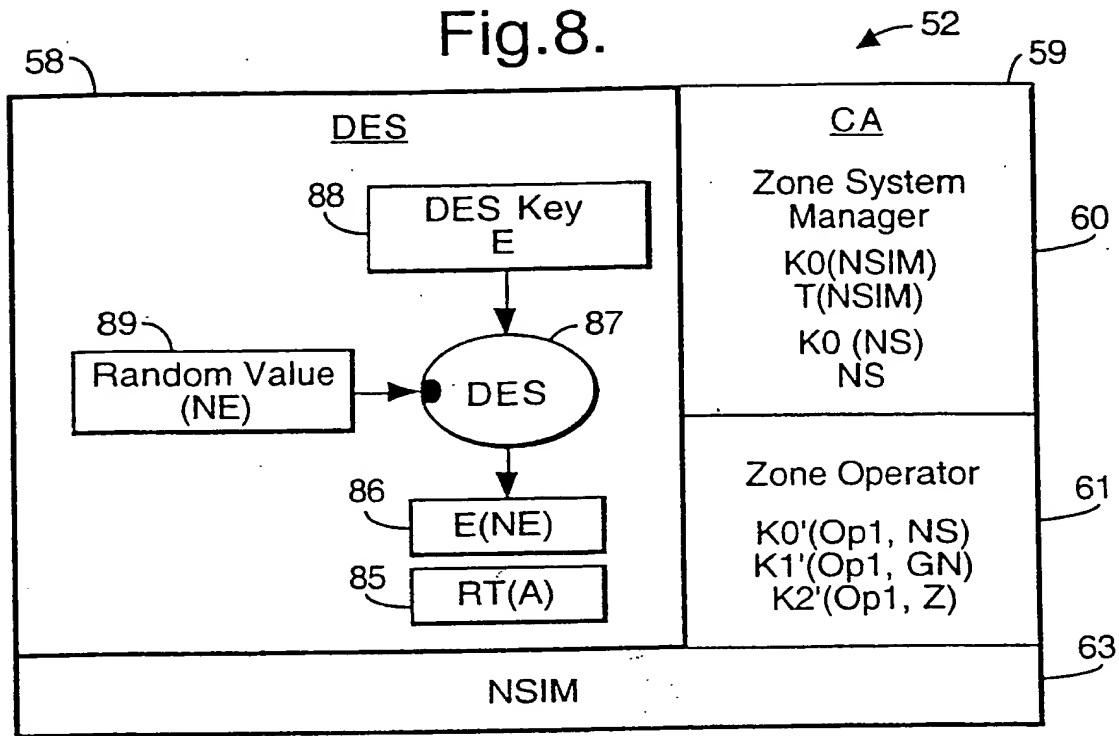 Fig.8.
52
58
59
DES
88
DES Key
E
89
Random Value
(NE)
87
DES
86
E(NE)
85
RT(A)
CA
Zone System
Manager
K0(NSIM)
T(NSIM)
K0 (NS)
NS
60
Zone Operator
K0'(Op1, NS)
K1'(Op1, GN)
K2'(Op1, Z)
61
NSIM
63